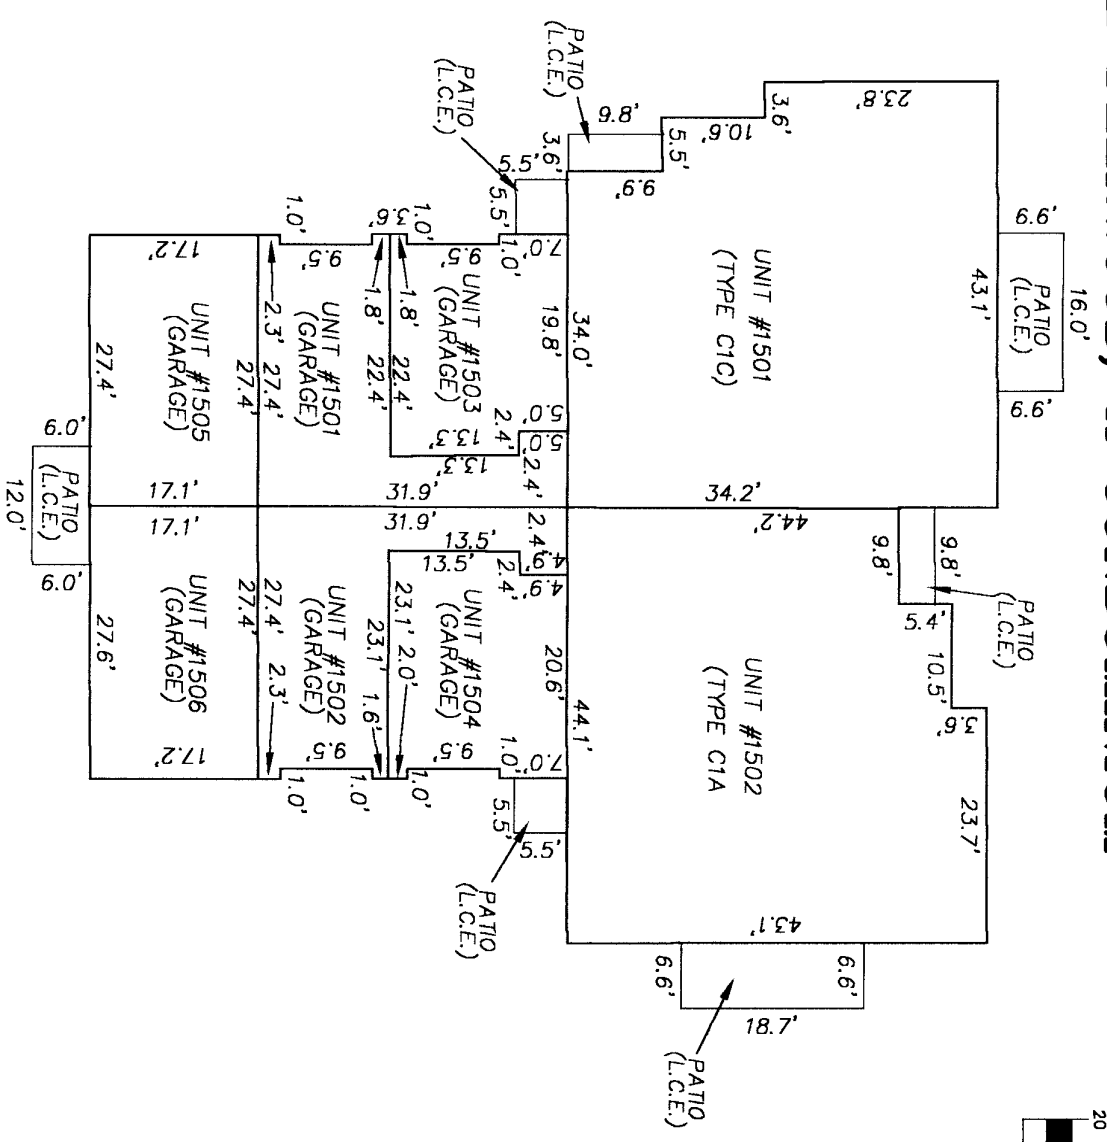 PATIO
(L.C.E.)
PATIO
(L.C.E.)
23.8'
3.6'
10.6'
5.5'
9.9'
9.8'
3.6'
5.5'
5.5'
7.0'
1.0'
UNIT #1501
(TYPE C1C)
43.1'
34.0'
34.2'
6.6'
PATIO
(L.C.E.)
16.0'
6.6'
19.8'
1.0'
9.5'
3.6'
1.8'
1.8'
22.4'
22.4'
UNIT #1503
(GARAGE)
5.0'
5.0'
2.4'
2.4'
13.3'
13.3'
1.0'
9.5'
2.3'
UNIT #1501
(GARAGE)
27.4'
27.4'
17.2'
UNIT #1505
(GARAGE)
27.4'
17.1'
31.9'
6.0'
PATIO
(L.C.E.)
12.0'
6.0'
17.1'
31.9'
2.4'
4.9'
4.9'
2.4'
13.5'
13.5'
44.2'
9.8'
9.8'
PATIO
(L.C.E.)
5.4'
10.5'
3.6'
23.7'
UNIT #1502
(TYPE C1A
44.1'
43.1'
6.6'
6.6'
18.7'
PATIO
(L.C.E.)
20.6'
UNIT #1504
(GARAGE)
23.1'
23.1'
2.0'
1.6'
9.5'
1.0'
1.0'
7.0'
5.5'
5.5'
PATIO
(L.C.E.)
UNIT #1502
(GARAGE)
27.4'
27.4'
2.3'
9.5'
1.0'
1.0'
UNIT #1506
(GARAGE)
27.6'
17.2'
20